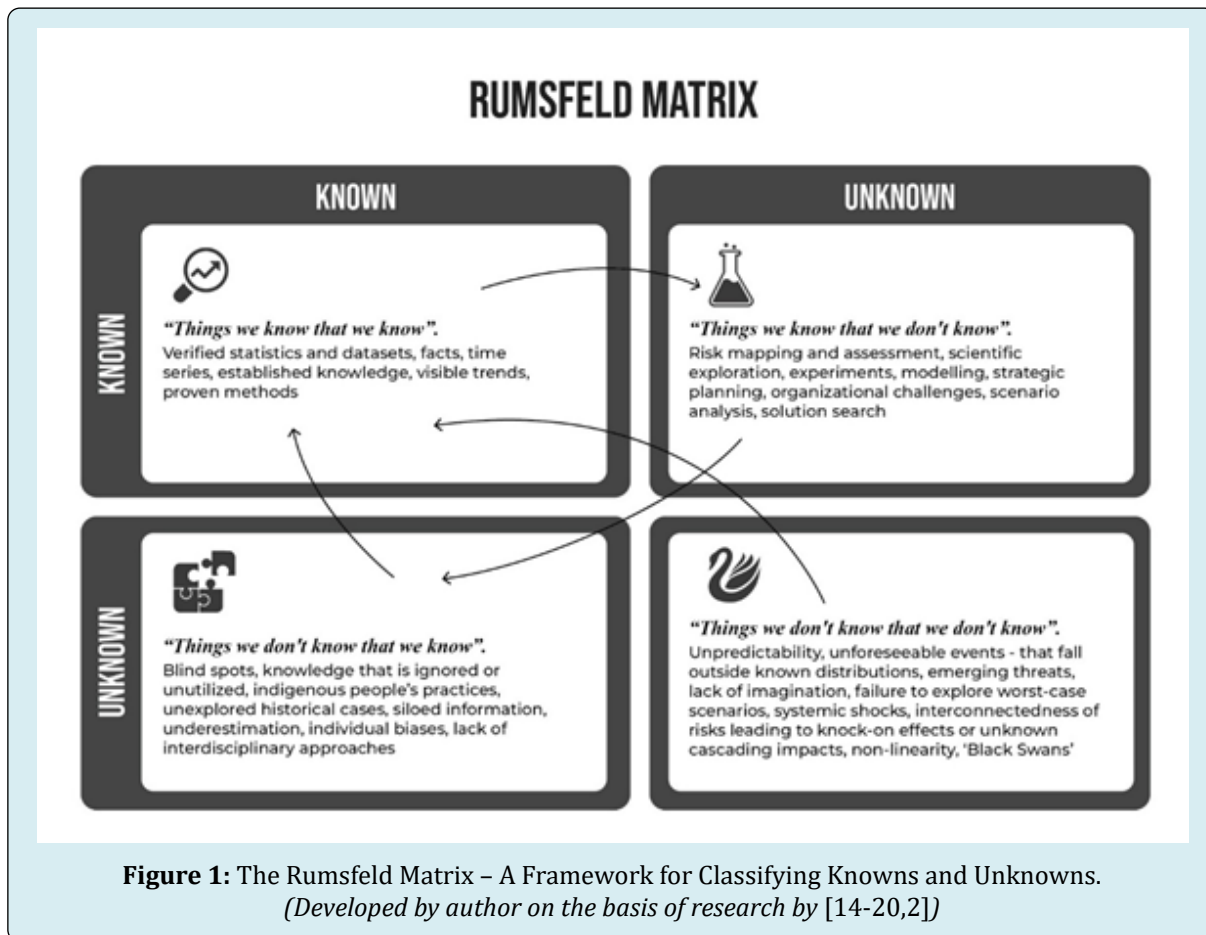 RUMSFELD MATRIX
KNOWN
UNKNOWN
KNOWN
“Things we know that we know”.
Verified statistics and datasets, facts, time
series, established knowledge, visible trends,
proven methods
“Things we know that we don't know”.
Risk mapping and assessment, scientific
exploration, experiments, modelling, strategic
planning, organizational challenges, scenario
analysis, solution search
UNKNOWN
“Things we don't know that we know”.
Blind spots, knowledge that is ignored or
unutilized, indigenous people’s practices,
unexplored historical cases, siloed information,
underestimation, individual biases, lack of
interdisciplinary approaches
“Things we don't know that we don't know”.
Unpredictability, unforeseeable events - that fall
outside known distributions, emerging threats,
lack of imagination, failure to explore worst-case
scenarios, systemic shocks, interconnectedness of
risks leading to knock-on effects or unknown
cascading impacts, non-linearity, ‘Black Swans’
Figure 1: The Rumsfeld Matrix – A Framework for Classifying Knowns and Unknowns.
(Developed by author on the basis of research by [14-20,2])